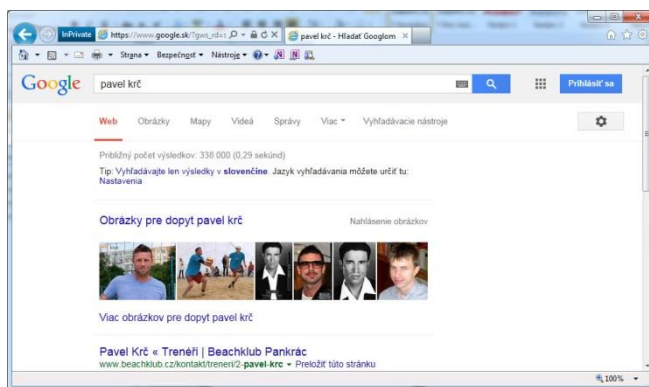 InPrivate https://www.google.sk/?gws_rd=s pavel krč - Hľadať Googlom
Strana Bezpečnosť Nástroje
Google pavel krč Prihlásiť sa
Web Obrázky Mapy Videá Správy Viac Vyhľadávacie nástroje
Približný počet výsledkov: 338 000 (0,29 sekúnd)
Tip: Vyhľadávajte len výsledky v slovenčine. Jazyk vyhľadávania môžete určiť tu:
Nastavenia
Obrázky pre dopyt pavel krč Nahlásenie obrázkov
Viac obrázkov pre dopyt pavel krč
Pavel Krč « Trenéři | Beachklub Pankrác
www.beachklub.cz/kontakt/treneri/2-pavel-krc Preložiť túto stránku
100%